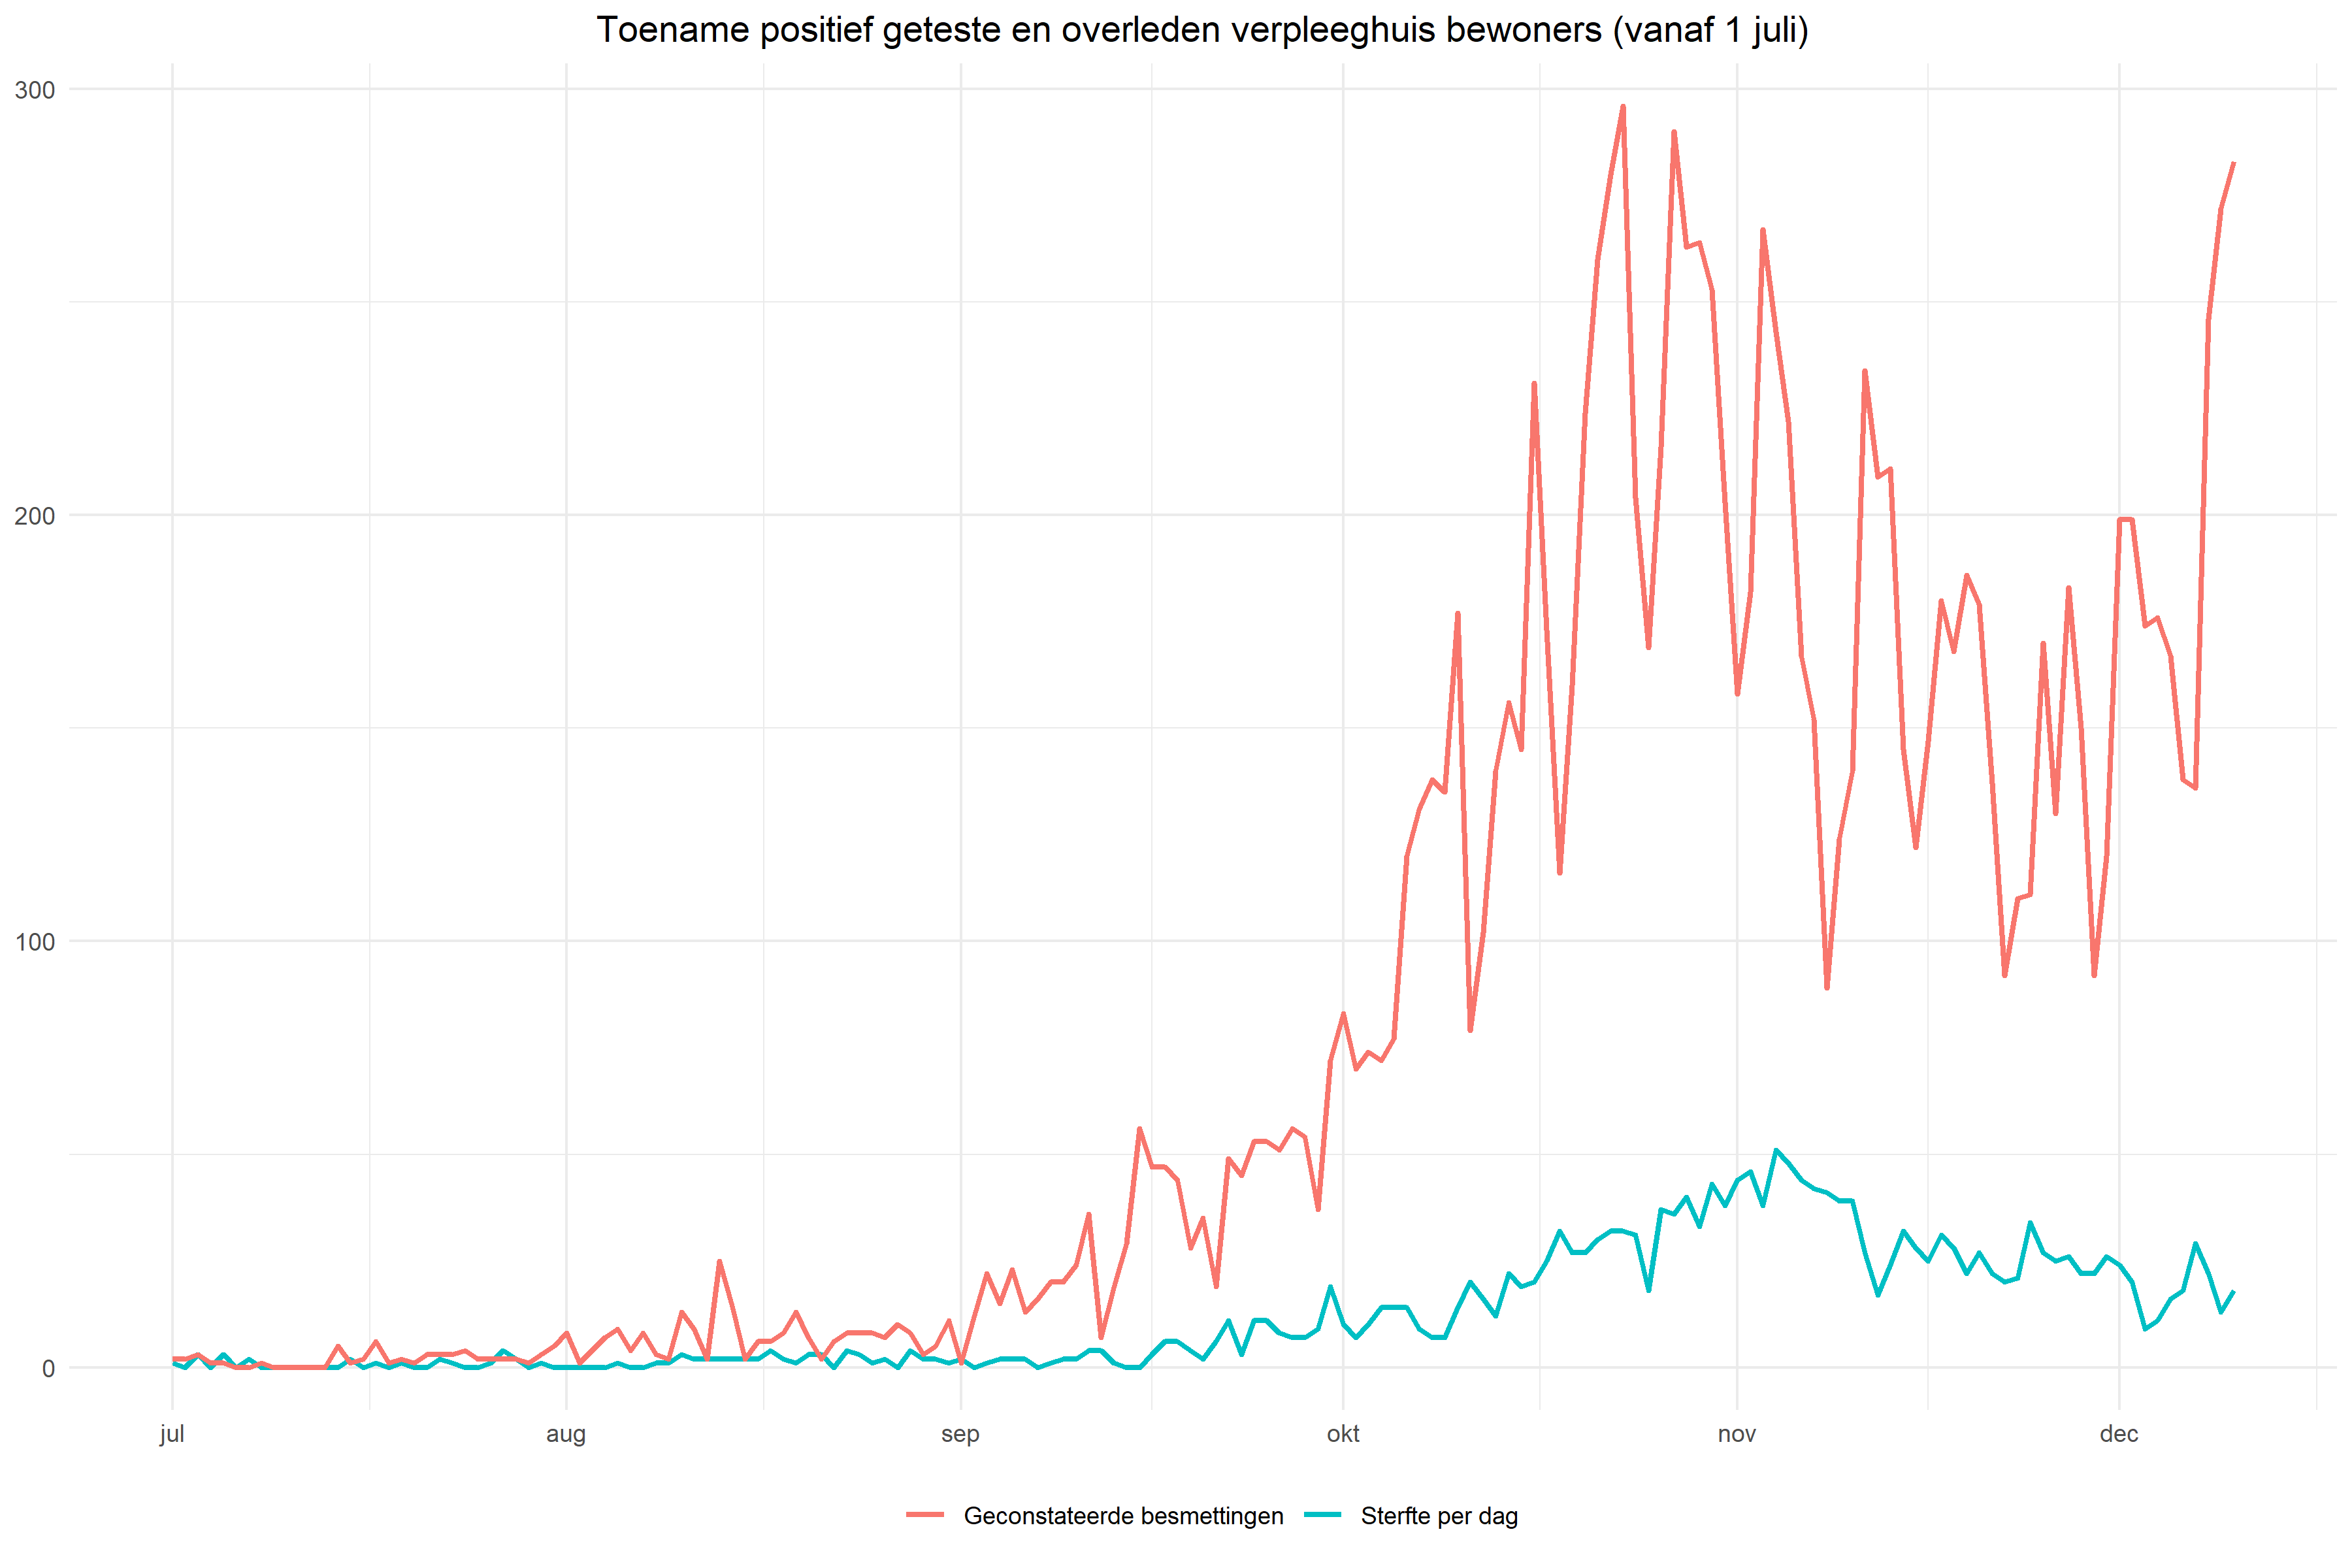 Toename positief geteste en overleden verpleeghuis bewoners (vanaf 1 juli)
300
200
100
0
jul aug sep okt nov dec
Geconstateerde besmettingen Sterfte per dag